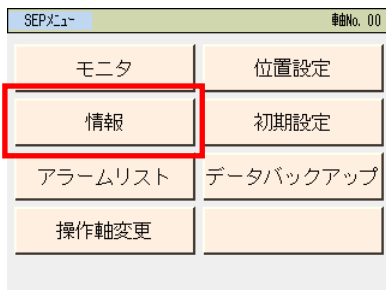 SEPメニュー 軸No. 00
モニタ 位置設定
情報 初期設定
アラームリスト データバックアップ
操作軸変更